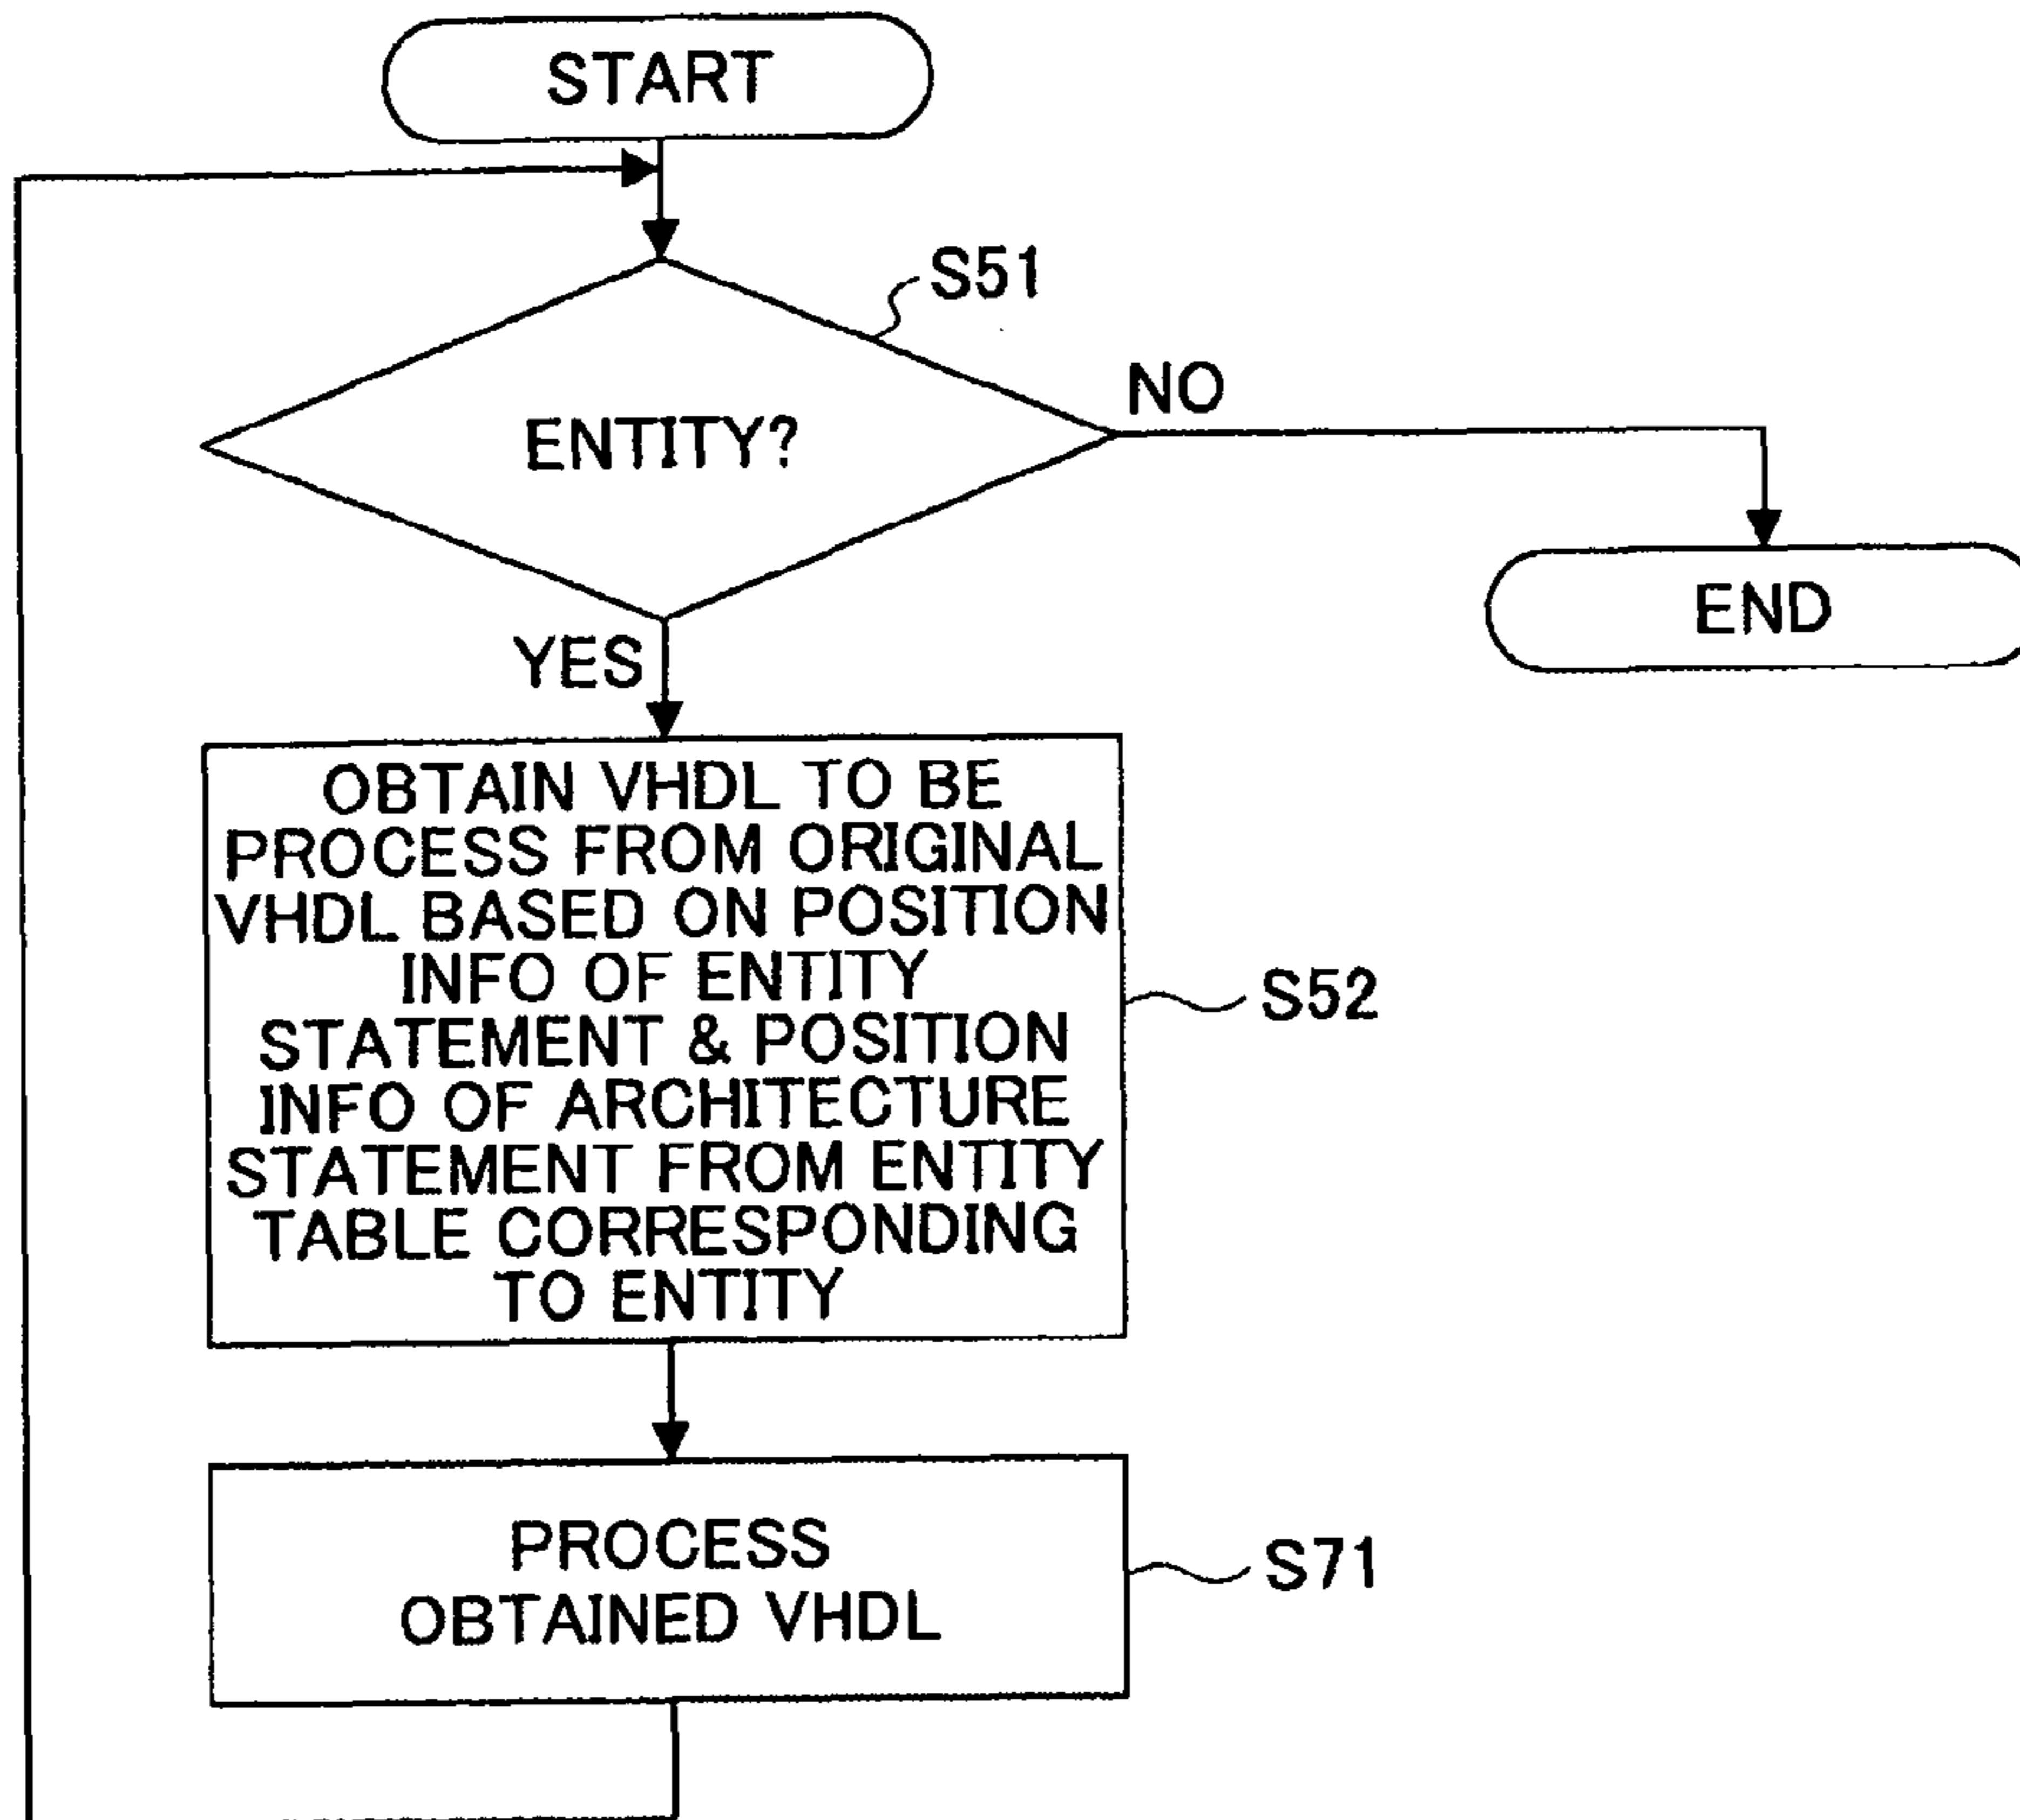 START
S51
NO
ENTITY?
END
YES
OBTAIN VHDL TO BE
PROCESS FROM ORIGINAL
VHDL BASED ON POSITION
INFO OF ENTITY
STATEMENT & POSITION
INFO OF ARCHITECTURE
STATEMENT FROM ENTITY
TABLE CORRESPONDING
TO ENTITY
S52
PROCESS
OBTAINED VHDL
S71